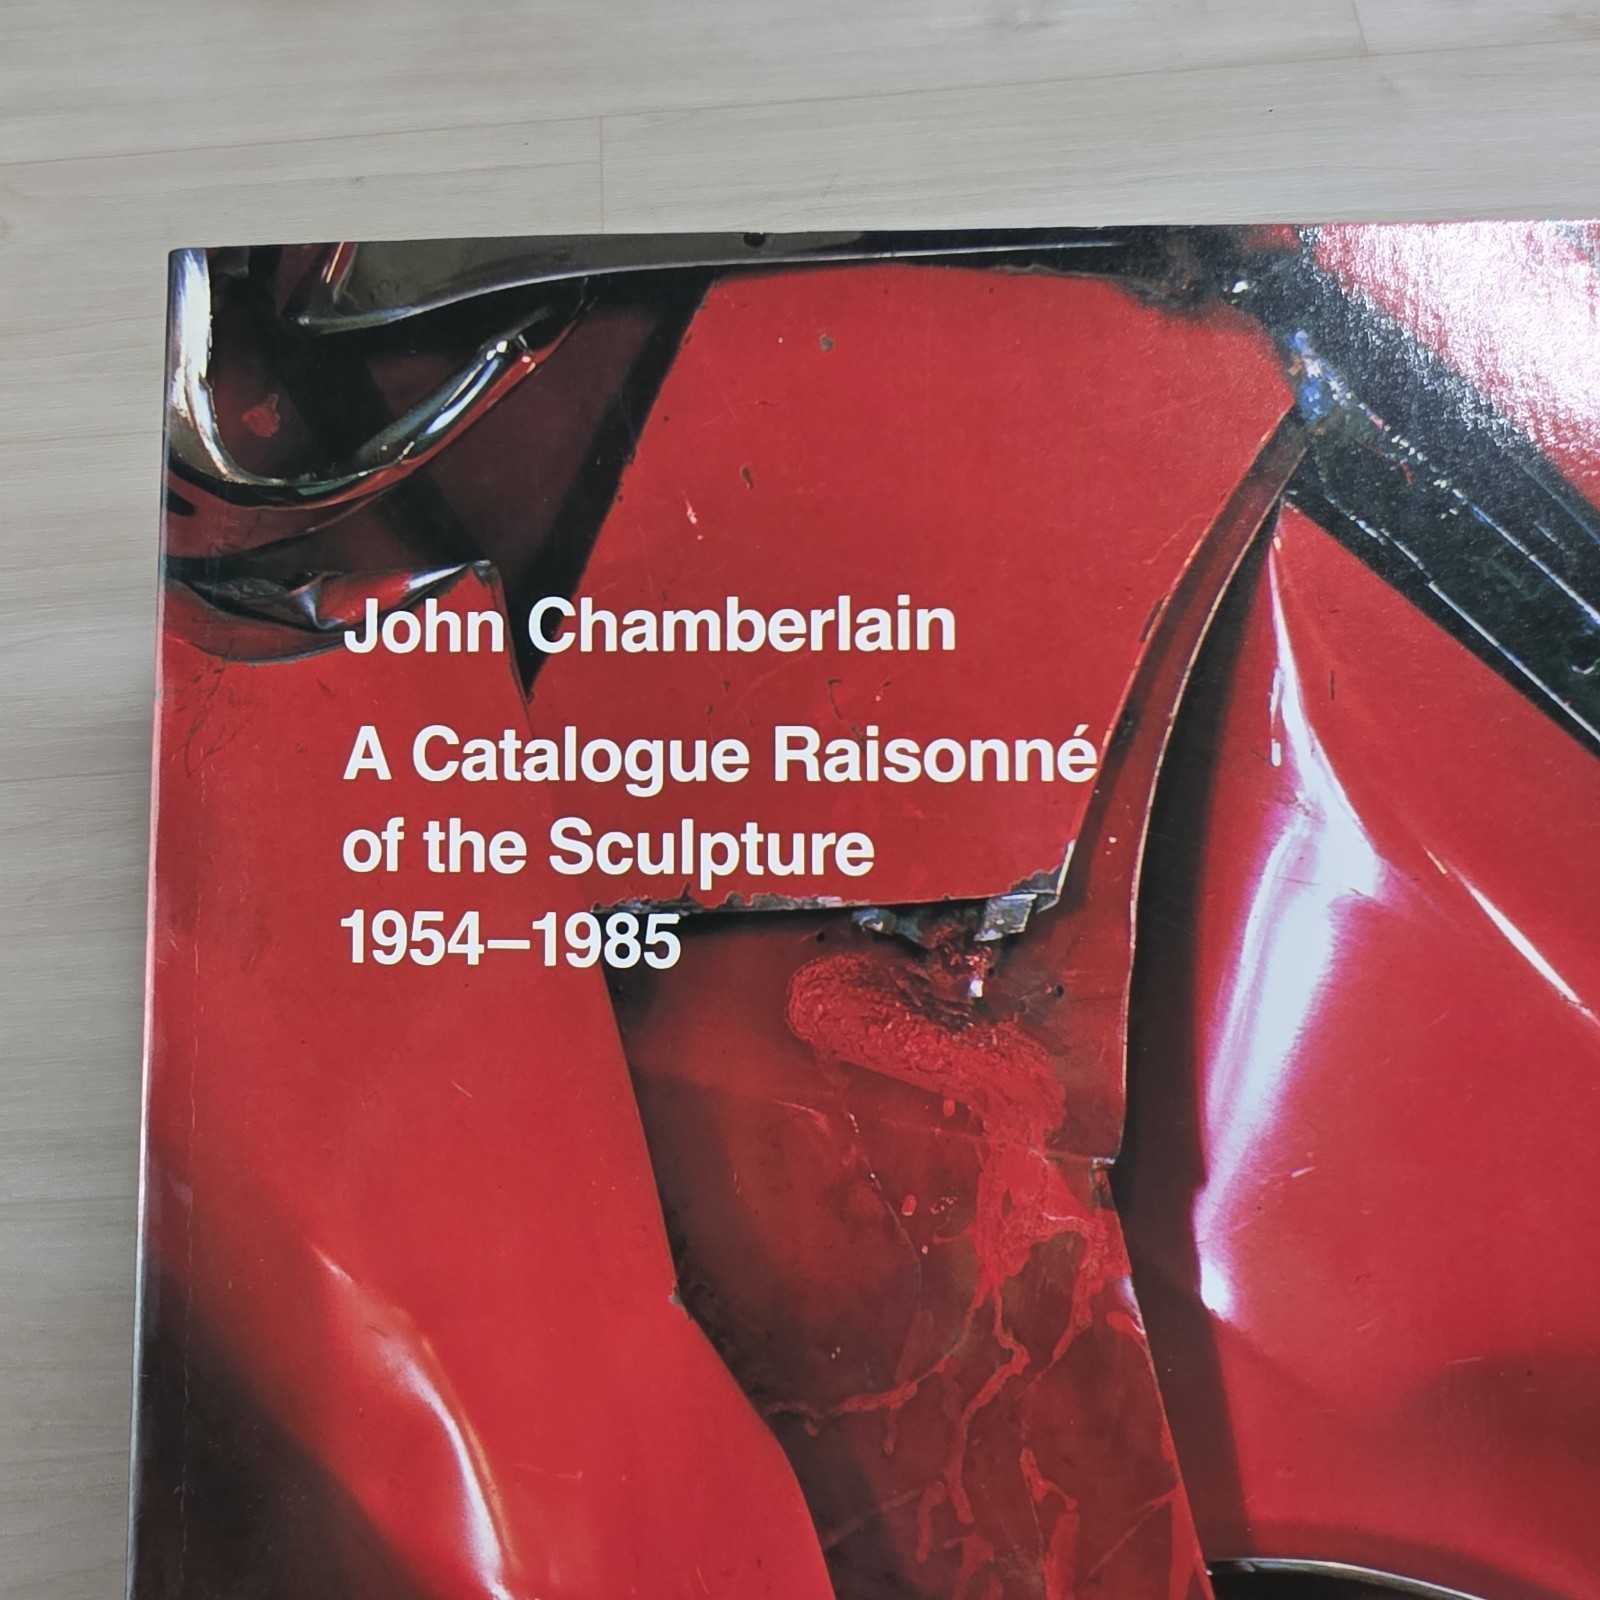 John Chamberlain
A Catalogue Raisonné
of the Sculpture
1954–1985